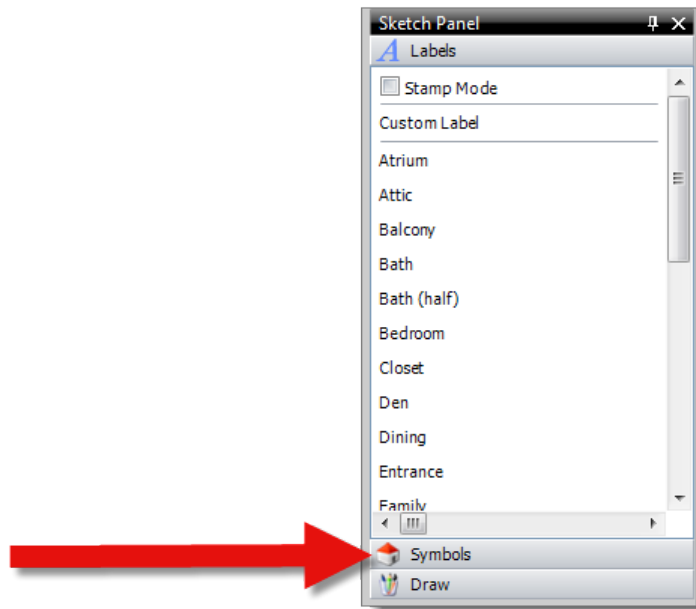 Sketch Panel
A Labels
Stamp Mode
Custom Label
Atrium
Attic
Balcony
Bath
Bath (half)
Bedroom
Closet
Den
Dining
Entrance
Family
Symbols
Draw